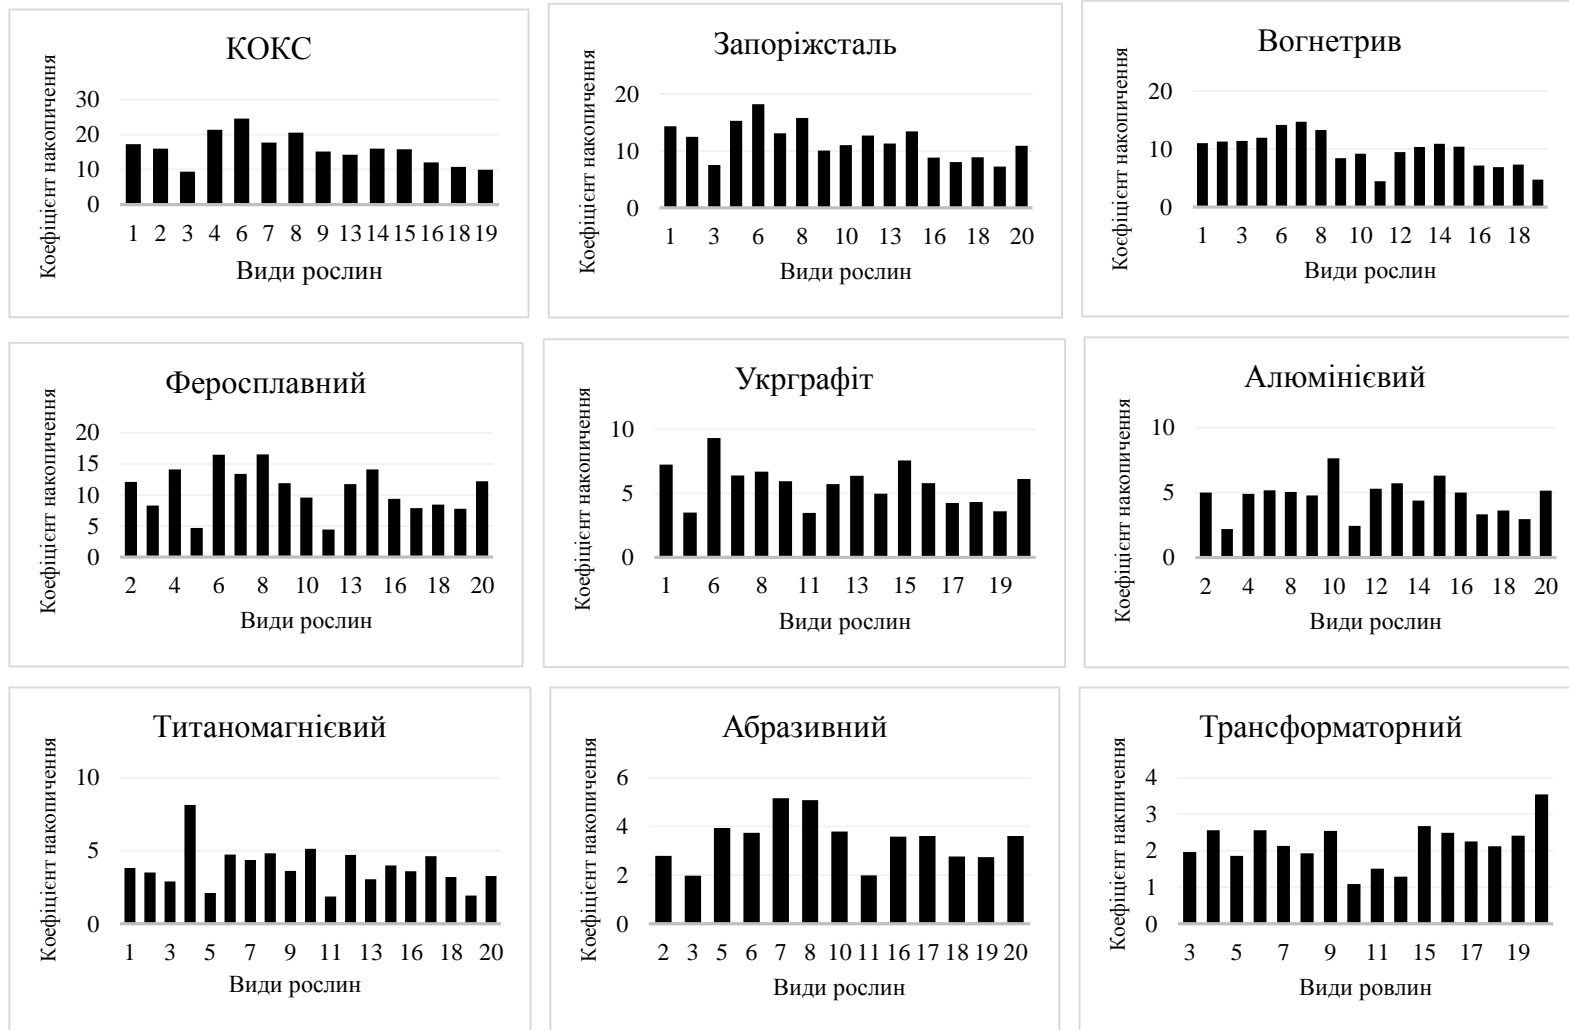 КОКС
Коефіцієнт накопичення
30
20
10
0
1 2 3 4 6 7 8 9 13 14 15 16 18 19
Види рослин
Запоріжсталь
Коефіцієнт накопичення
20
10
0
1 3 6 8 10 13 16 18 20
Види рослин
Вогнетрив
Коєфіцієнт накопичення
20
10
0
1 3 6 8 10 12 14 16 18
Види рослин
Феросплавний
Коефіцієнт накопичення
20
15
10
5
0
2 4 6 8 10 13 16 18 20
Види рослин
Укрграфіт
Коефіцієнт накопичення
10
5
0
1 6 8 11 13 15 17 19
Види рослин
Алюмінієвий
Коефіцієнт накопичення
10
5
0
2 4 8 10 12 14 16 18 20
Види рослин
Титаномагнієвий
Коефіцієнт накопичення
10
5
0
1 3 5 7 9 11 13 16 18 20
Види рослин
Абразивний
Коефіцієнт накопичення
6
4
2
0
2 3 5 6 7 8 10 11 16 17 18 19 20
Види рослин
Трансформаторний
Коефіцієнт накпичення
4
3
2
1
0
3 5 7 9 11 15 17 19
Види ровлин